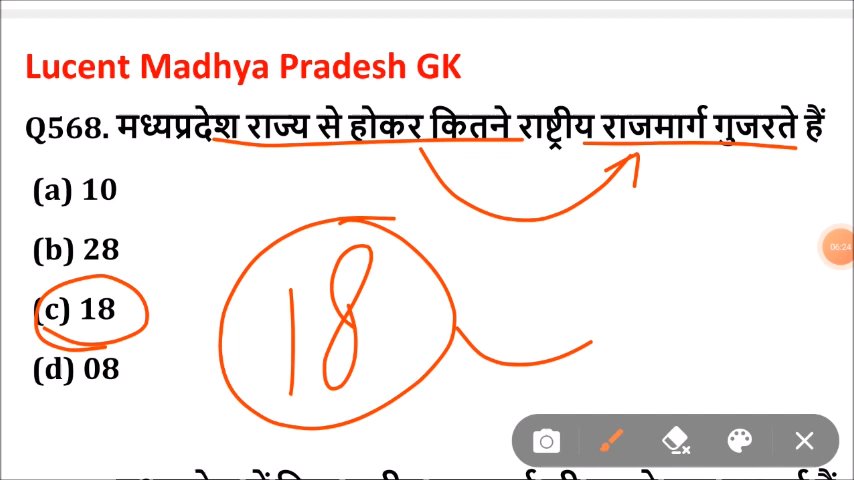 Lucent Madhya Pradesh GK
Q568. मध्यप्रदेश राज्य से होकर कितने राष्ट्रीय राजमार्ग गुजरते हैं
(a) 10
(b) 28
(c) 18
18
(d) 08
06:24